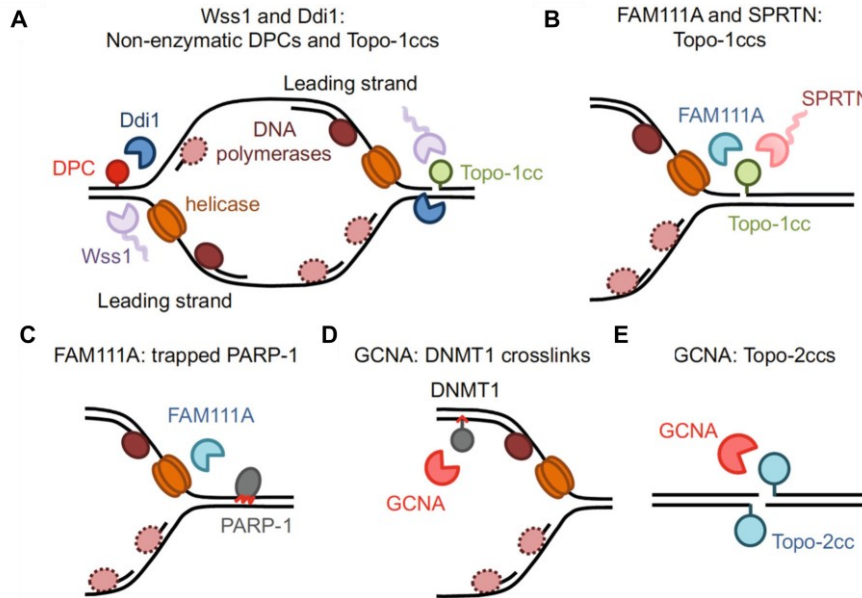 A
Wss1 and Ddi1:
Non-enzymatic DPCs and Topo-1ccs
Leading strand
Ddi1
DNA
polymerases
DPC
Topo-1cc
helicase
Wss1
Leading strand
B
FAM111A and SPRTN:
Topo-1ccs
SPRTN
FAM111A
Topo-1cc
C
FAM111A: trapped PARP-1
FAM111A
PARP-1
D
GCNA: DNMT1 crosslinks
DNMT1
GCNA
E
GCNA: Topo-2ccs
GCNA
Topo-2cc